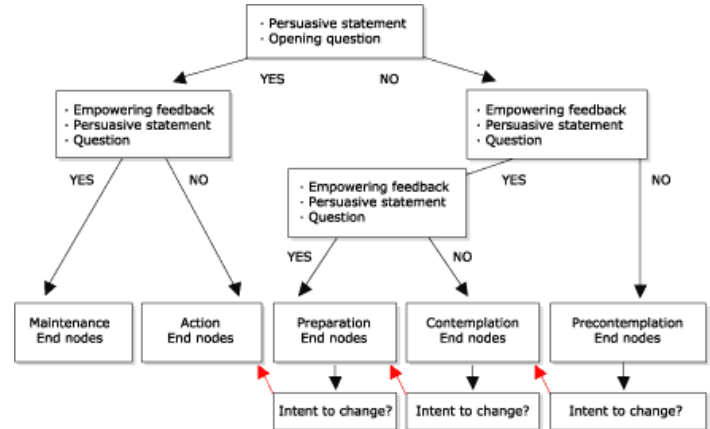 · Persuasive statement
· Opening question
YES
NO
· Empowering feedback
· Persuasive statement
· Question
· Empowering feedback
· Persuasive statement
· Question
YES
NO
· Empowering feedback
· Persuasive statement
· Question
YES
NO
YES
NO
Maintenance
End nodes
Action
End nodes
Preparation
End nodes
Contemplation
End nodes
Precontemplation
End nodes
Intent to change?
Intent to change?
Intent to change?